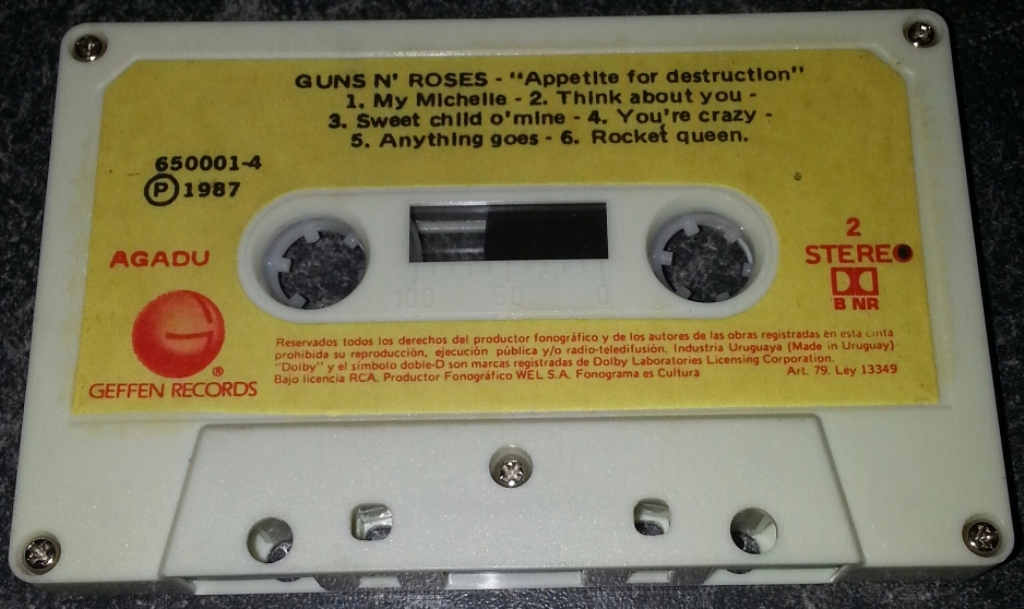 GUNS N' ROSES - "Appetite for destruction"
1. My Michelle - 2. Think about you -
3. Sweet child o'mine - 4. You're crazy -
5. Anything goes - 6. Rocket queen.
650001-4
Ⓟ 1987
AGADU
GEFFEN RECORDS ®
2
STEREO
B NR
100 50 0
Reservados todos los derechos del productor fonográfico y de los autores de las obras registradas en esta cinta
prohibida su reproducción, ejecución pública y/o radio-teledifusión. Industria Uruguaya (Made in Uruguay)
"Dolby" y el símbolo doble-D son marcas registradas de Dolby Laboratories Licensing Corporation.
Bajo licencia RCA, Productor Fonográfico WEL S.A. Fonograma es Cultura Art. 79. Ley 13349